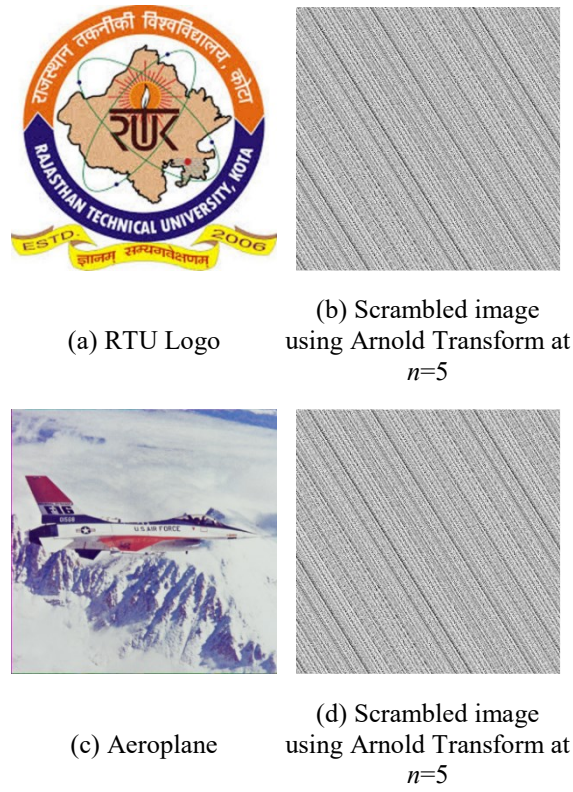 राजस्थान तकनीकी विश्वविद्यालय, कोटा
RTU
RAJASTHAN TECHNICAL UNIVERSITY, KOTA
ESTD. 2006
ज्ञानम् सम्यगवेक्षणम्
(a) RTU Logo
(b) Scrambled image
using Arnold Transform at
n=5
F-16
U.S. AIR FORCE
(c) Aeroplane
(d) Scrambled image
using Arnold Transform at
n=5